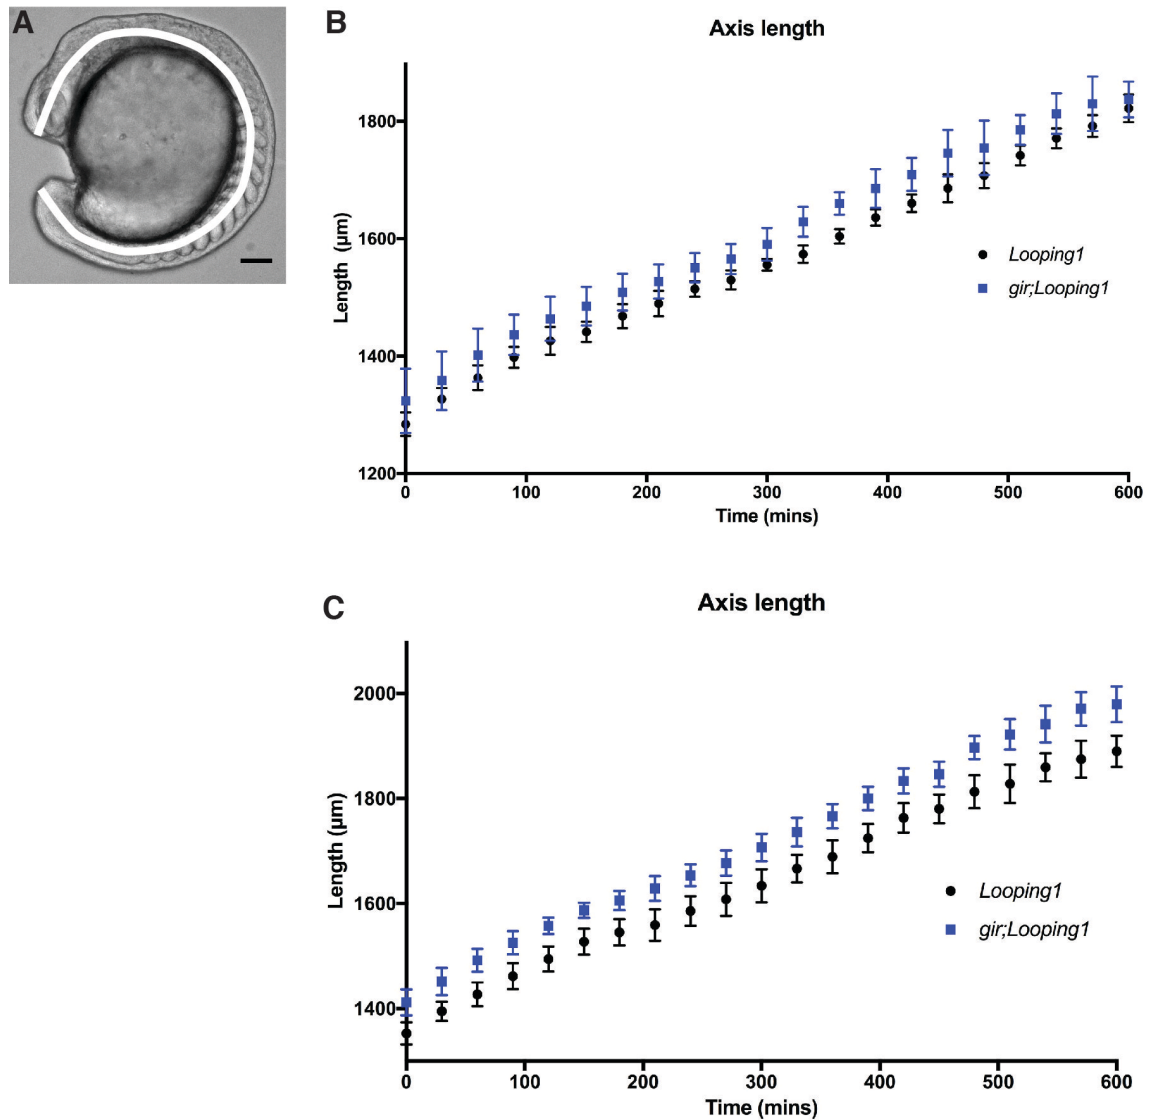 A
B
Axis length
Length (µm)
1800
1600
1400
1200
0
100
200
300
400
500
600
Time (mins)
Looping1
gir;Looping1
C
Axis length
Length (µm)
2000
1800
1600
1400
0
100
200
300
400
500
600
Time (mins)
Looping1
gir;Looping1